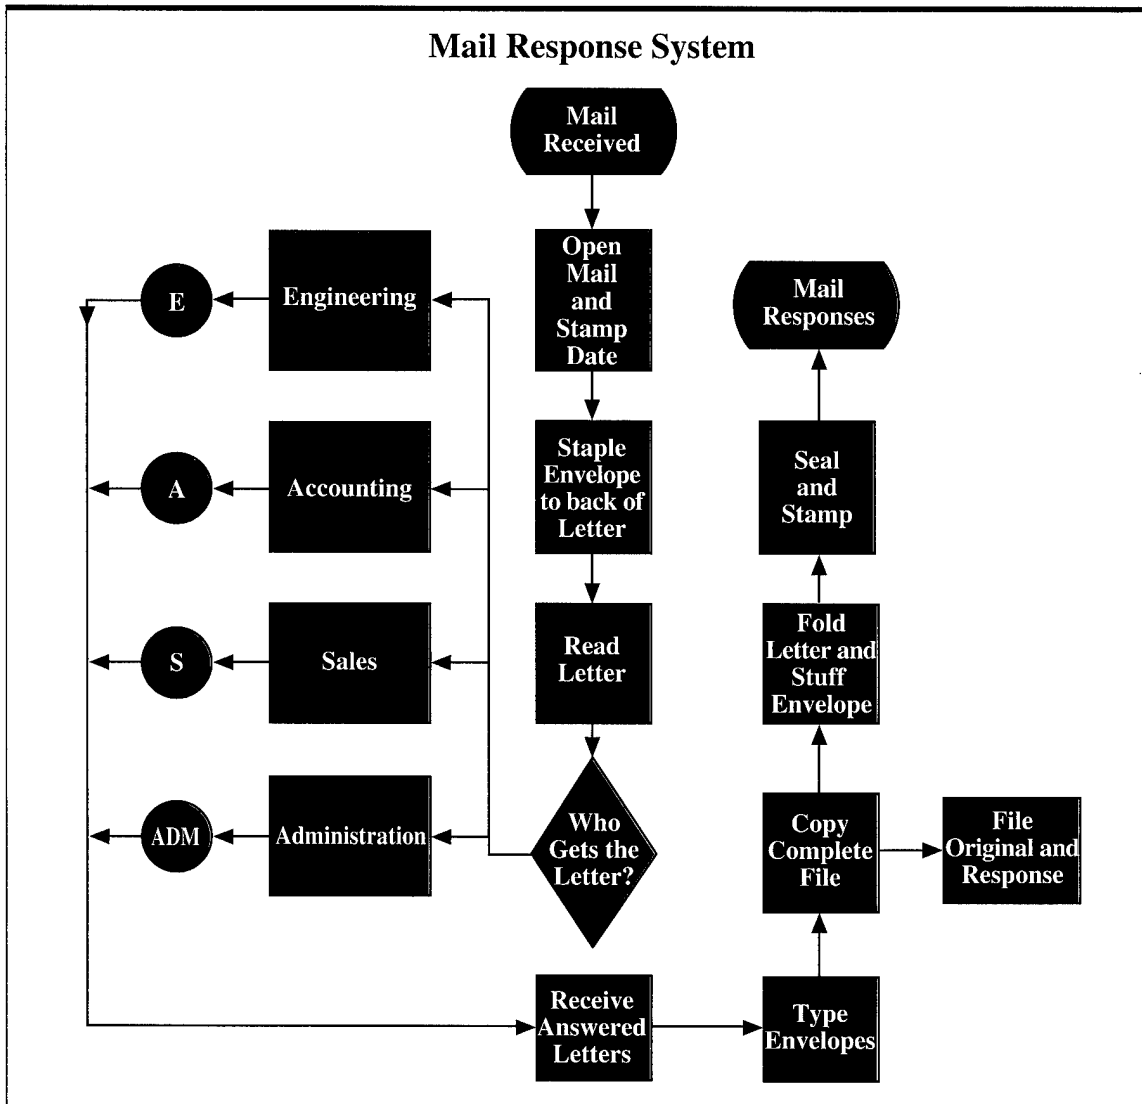 Mail Response System
Mail
Received
Open
Mail
and
Stamp
Date
Staple
Envelope
to back of
Letter
Read
Letter
Who
Gets the
Letter?
Engineering
E
Accounting
A
Sales
S
Administration
ADM
Receive
Answered
Letters
Type
Envelopes
Copy
Complete
File
File
Original and
Response
Fold
Letter and
Stuff
Envelope
Seal
and
Stamp
Mail
Responses